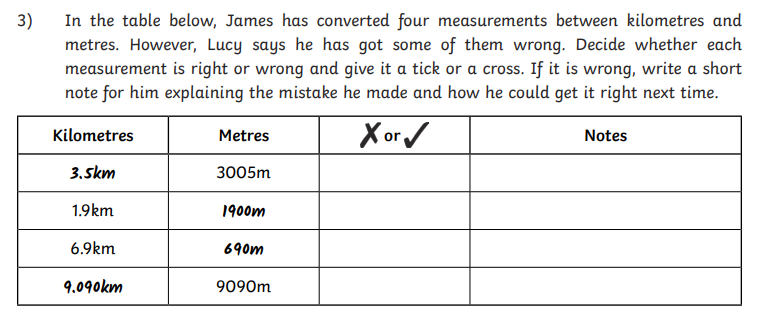 3) In the table below, James has converted four measurements between kilometres and
metres. However, Lucy says he has got some of them wrong. Decide whether each
measurement is right or wrong and give it a tick or a cross. If it is wrong, write a short
note for him explaining the mistake he made and how he could get it right next time.
Kilometres Metres ✗ or ✓ Notes
3.5km 3005m
1.9km 1900m
6.9km 690m
9.090km 9090m